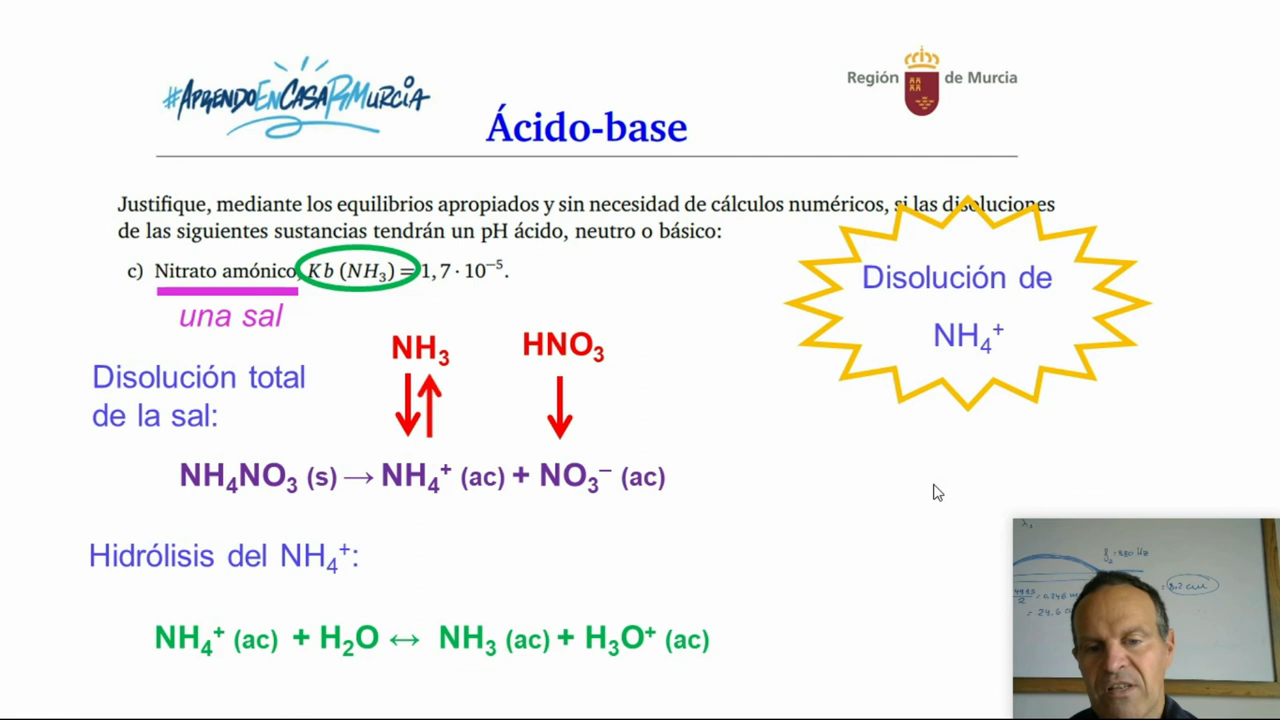 #APRENDOENCASARMURCIA
Región de Murcia
Ácido-base
Justifique, mediante los equilibrios apropiados y sin necesidad de cálculos numéricos, si las disoluciones
de las siguientes sustancias tendrán un pH ácido, neutro o básico:
c) Nitrato amónico, Kb (NH₃) = 1, 7 · 10⁻⁵.
una sal
Disolución de
NH₄⁺
NH₃ HNO₃
Disolución total
de la sal:
NH₄NO₃ (s) → NH₄⁺ (ac) + NO₃⁻ (ac)
Hidrólisis del NH₄⁺:
NH₄⁺ (ac) + H₂O ↔ NH₃ (ac) + H₃O⁺ (ac)